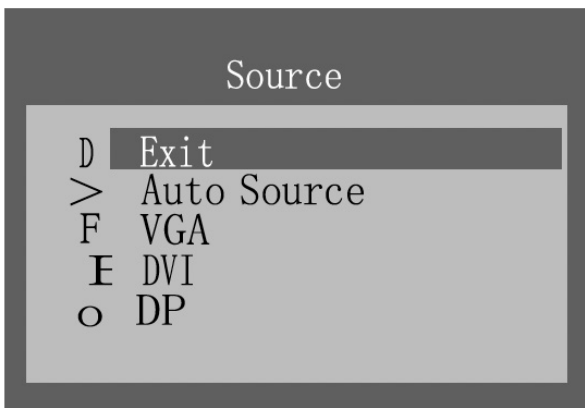 Source
D Exit
> Auto Source
F VGA
E DVI
o DP